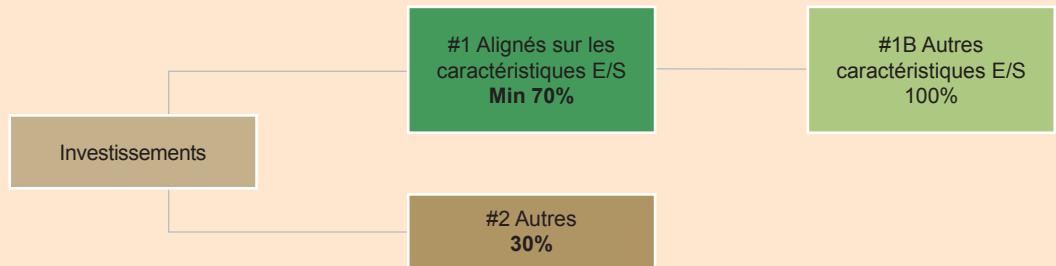 Investissements
#1 Alignés sur les
caractéristiques E/S
Min 70%
#1B Autres
caractéristiques E/S
100%
#2 Autres
30%